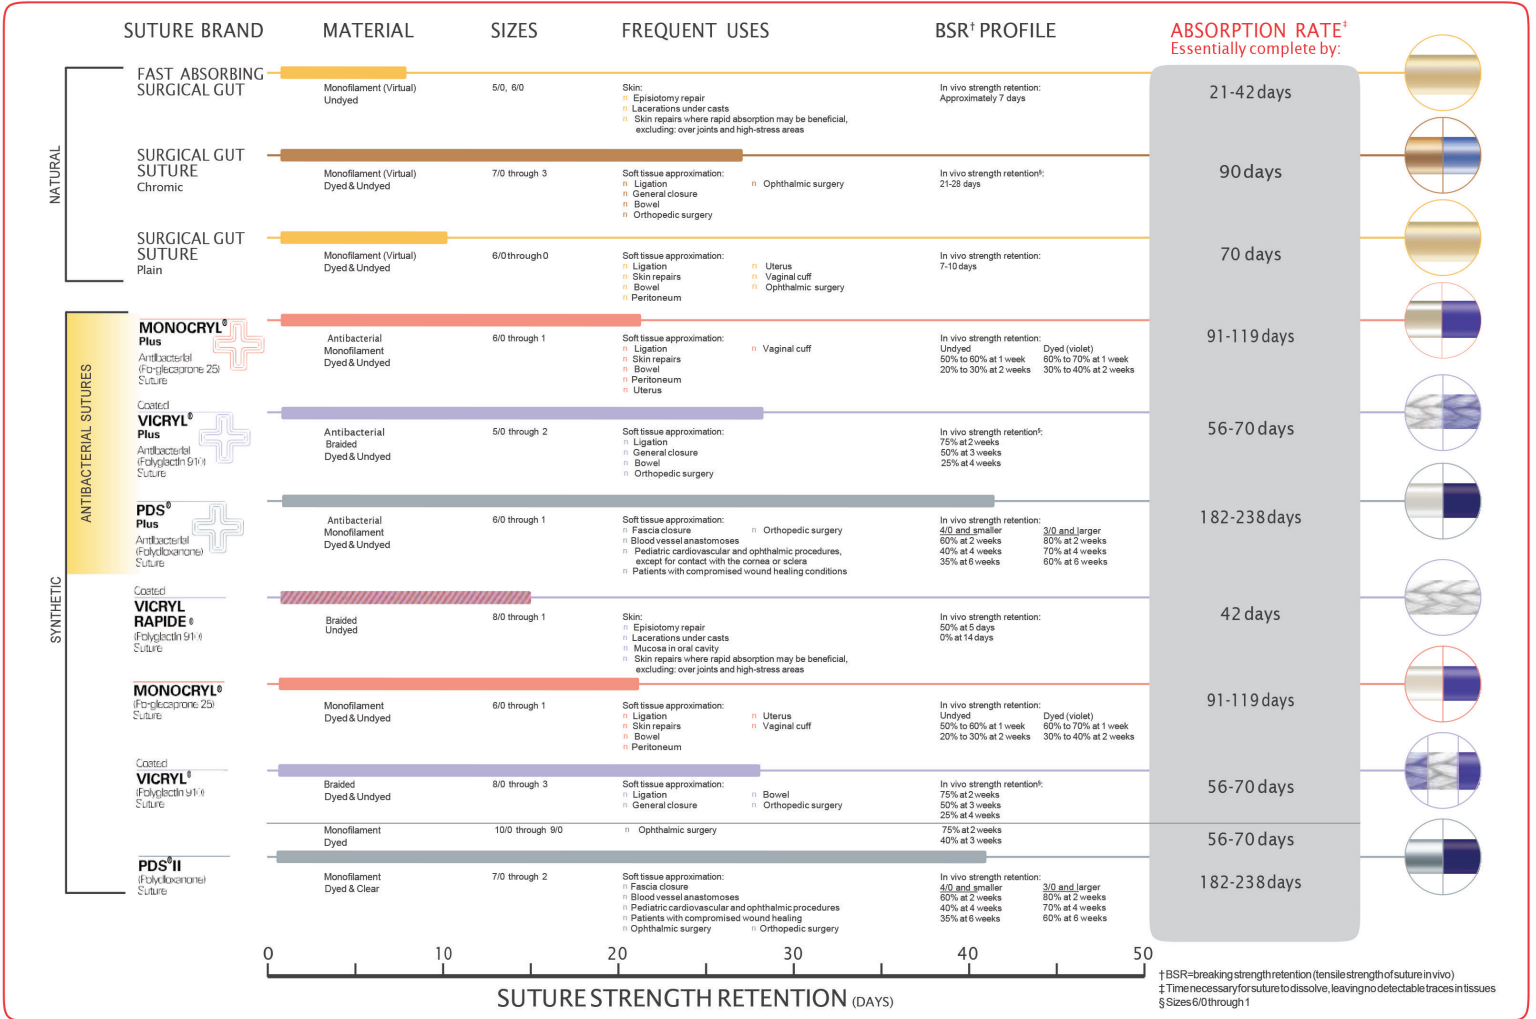 SUTURE BRAND MATERIAL SIZES FREQUENT USES BSR† PROFILE ABSORPTION RATE‡
Essentially complete by:
NATURAL
FAST ABSORBING
SURGICAL GUT
Monofilament (Virtual)
Undyed
5/0, 6/0
Skin:
n Episiotomy repair
n Lacerations under casts
n Skin repairs where rapid absorption may be beneficial,
excluding: over joints and high-stress areas
In vivo strength retention:
Approximately 7 days
21-42 days
SURGICAL GUT
SUTURE
Chromic
Monofilament (Virtual)
Dyed & Undyed
7/0 through 3
Soft tissue approximation:
n Ligation n Ophthalmic surgery
n General closure
n Bowel
n Orthopedic surgery
In vivo strength retention§:
21-28 days
90 days
SURGICAL GUT
SUTURE
Plain
Monofilament (Virtual)
Dyed & Undyed
6/0 through 0
Soft tissue approximation:
n Ligation n Uterus
n Skin repairs n Vaginal cuff
n Bowel n Ophthalmic surgery
n Peritoneum
In vivo strength retention:
7-10 days
70 days
SYNTHETIC
ANTIBACTERIAL SUTURES
MONOCRYL®
Plus
Antibacterial
(Poliglecaprone 25)
Suture
Antibacterial
Monofilament
Dyed & Undyed
6/0 through 1
Soft tissue approximation:
n Ligation n Vaginal cuff
n Skin repairs
n Bowel
n Peritoneum
n Uterus
In vivo strength retention:
Undyed Dyed (violet)
50% to 60% at 1 week 60% to 70% at 1 week
20% to 30% at 2 weeks 30% to 40% at 2 weeks
91-119 days
Coated
VICRYL®
Plus
Antibacterial
(Polyglactin 910)
Suture
Antibacterial
Braided
Dyed & Undyed
5/0 through 2
Soft tissue approximation:
n Ligation
n General closure
n Bowel
n Orthopedic surgery
In vivo strength retention§:
75% at 2 weeks
50% at 3 weeks
25% at 4 weeks
56-70 days
PDS®
Plus
Antibacterial
(Polydioxanone)
Suture
Antibacterial
Monofilament
Dyed & Undyed
6/0 through 1
Soft tissue approximation:
n Fascia closure n Orthopedic surgery
n Blood vessel anastomoses
n Pediatric cardiovascular and ophthalmic procedures,
except for contact with the cornea or sclera
n Patients with compromised wound healing conditions
In vivo strength retention:
4/0 and smaller 3/0 and larger
60% at 2 weeks 80% at 2 weeks
40% at 4 weeks 70% at 4 weeks
35% at 6 weeks 60% at 6 weeks
182-238 days
Coated
VICRYL
RAPIDE®
(Polyglactin 910)
Suture
Braided
Undyed
8/0 through 1
Skin:
n Episiotomy repair
n Lacerations under casts
n Mucosa in oral cavity
n Skin repairs where rapid absorption may be beneficial,
excluding: over joints and high-stress areas
In vivo strength retention:
50% at 5 days
0% at 14 days
42 days
MONOCRYL®
(Poliglecaprone 25)
Suture
Monofilament
Dyed & Undyed
6/0 through 1
Soft tissue approximation:
n Ligation n Uterus
n Skin repairs n Vaginal cuff
n Bowel
n Peritoneum
In vivo strength retention:
Undyed Dyed (violet)
50% to 60% at 1 week 60% to 70% at 1 week
20% to 30% at 2 weeks 30% to 40% at 2 weeks
91-119 days
Coated
VICRYL®
(Polyglactin 910)
Suture
Braided
Dyed & Undyed
8/0 through 3
Soft tissue approximation:
n Ligation n Bowel
n General closure n Orthopedic surgery
In vivo strength retention§:
75% at 2 weeks
50% at 3 weeks
25% at 4 weeks
56-70 days
Monofilament
Dyed
10/0 through 9/0
n Ophthalmic surgery
75% at 2 weeks
40% at 3 weeks
56-70 days
PDS® II
(Polydioxanone)
Suture
Monofilament
Dyed & Clear
7/0 through 2
Soft tissue approximation:
n Fascia closure
n Blood vessel anastomoses
n Pediatric cardiovascular and ophthalmic procedures
n Patients with compromised wound healing
n Ophthalmic surgery n Orthopedic surgery
In vivo strength retention:
4/0 and smaller 3/0 and larger
60% at 2 weeks 80% at 2 weeks
40% at 4 weeks 70% at 4 weeks
35% at 6 weeks 60% at 6 weeks
182-238 days
0 10 20 30 40 50
SUTURE STRENGTH RETENTION (DAYS)
† BSR=breaking strength retention (tensile strength of suture in vivo)
‡ Time necessary for suture to dissolve, leaving no detectable traces in tissues
§ Sizes 6/0 through 1